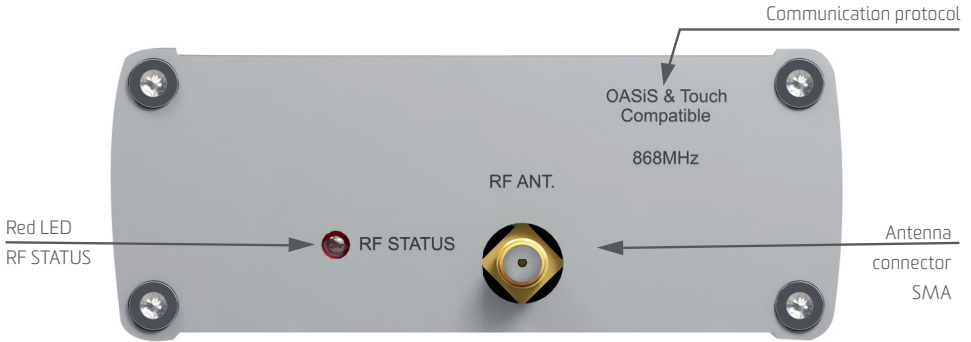 Communication protocol
OASiS & Touch
Compatible
868MHz
RF ANT.
Red LED
RF STATUS
RF STATUS
Antenna
connector
SMA